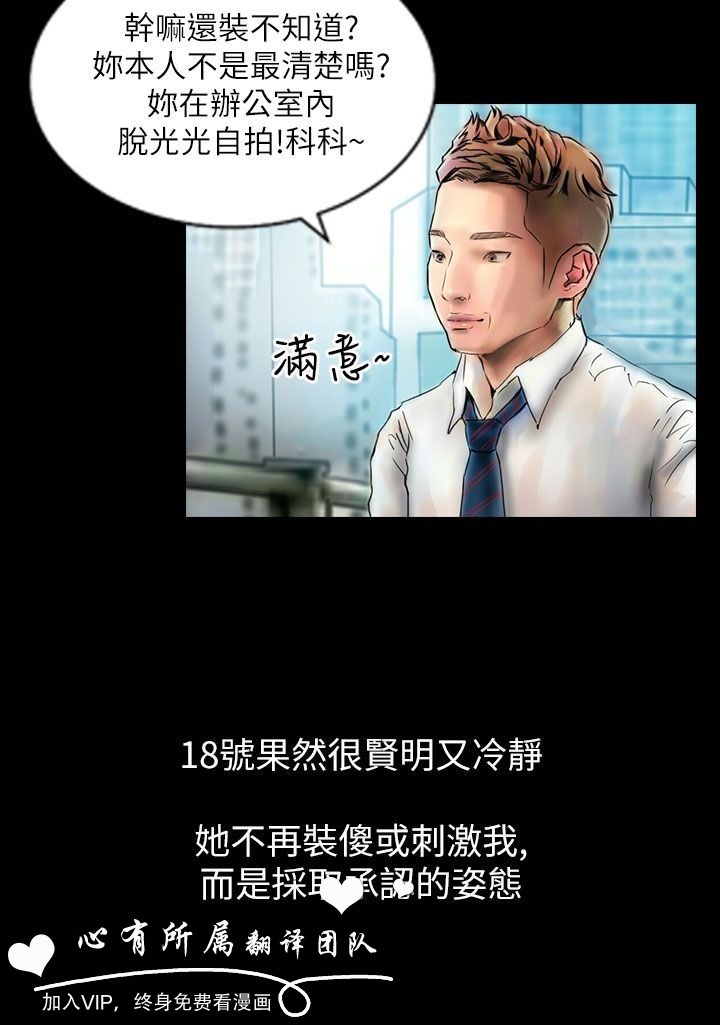 幹嘛還裝不知道?
妳本人不是最清楚嗎?
妳在辦公室內
脫光光自拍!科科~
滿意~
18號果然很賢明又冷靜
她不再裝傻或刺激我,
而是採取承認的姿態
心有所属翻译团队
加入VIP，终身免费看漫画